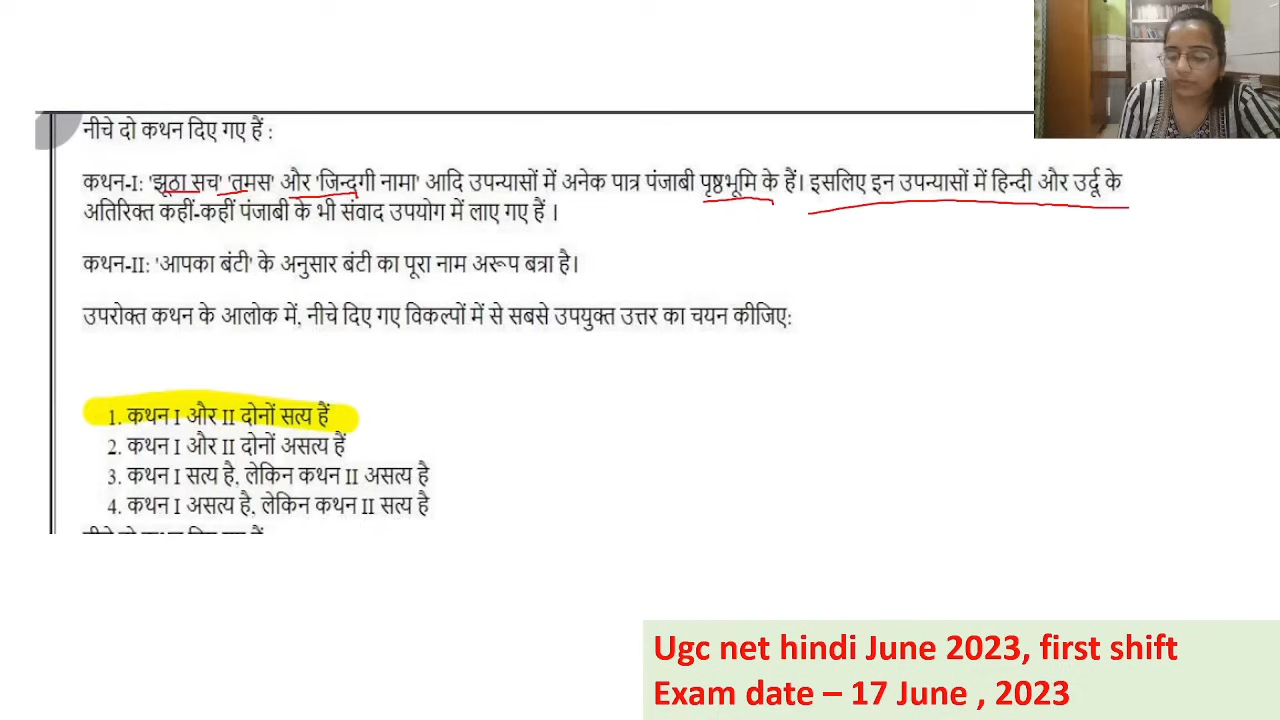 नीचे दो कथन दिए गए हैं :
कथन-I: 'झूठा सच' 'तमस' और 'जिन्दगी नामा' आदि उपन्यासों में अनेक पात्र पंजाबी पृष्ठभूमि के हैं। इसलिए इन उपन्यासों में हिन्दी और उर्दू के
अतिरिक्त कहीं-कहीं पंजाबी के भी संवाद उपयोग में लाए गए हैं ।
कथन-II: 'आपका बंटी' के अनुसार बंटी का पूरा नाम अरूप बत्रा है।
उपरोक्त कथन के आलोक में, नीचे दिए गए विकल्पों में से सबसे उपयुक्त उत्तर का चयन कीजिए:
1. कथन I और II दोनों सत्य हैं
2. कथन I और II दोनों असत्य हैं
3. कथन I सत्य है, लेकिन कथन II असत्य है
4. कथन I असत्य है, लेकिन कथन II सत्य है
Ugc net hindi June 2023, first shift
Exam date – 17 June , 2023